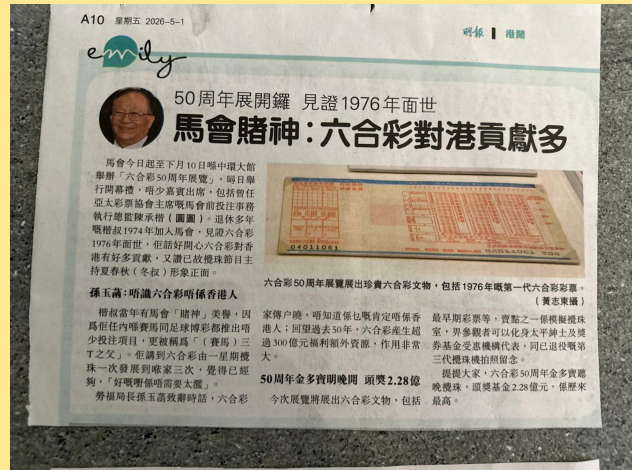 A10 星期五 2026-5-1
明報 港聞
emily
50周年展開鑼 見證1976年面世
馬會賭神：六合彩對港貢獻多
馬會今日起至下月10日喺中環大館
舉辦「六合彩50周年展覽」，噚日舉
行開幕禮，唔少嘉賓出席，包括曾任
亞太彩票協會主席嘅馬會前投注事務
執行總監陳承楷（圓圖）。退休多年
嘅楷叔1974年加入馬會，見證六合彩
1976年面世，佢話好開心六合彩對香
港有好多貢獻，又讚已故攪珠節目主
持夏春秋（冬叔）形象正面。
孫玉菡：唔識六合彩唔係香港人
楷叔當年有馬會「賭神」美譽，因
爲佢任內喺賽馬同足球博彩都推出唔
少投注項目，更被稱爲「（賽馬）三
T之父」。佢講到六合彩由一星期攪
珠一次發展到嚟家三次，覺得已經
夠，「好嘅嘢係唔需要太濫」。
勞福局長孫玉菡致辭時話，六合彩
04011061
六合彩50周年展覽展出珍貴六合彩文物，包括1976年嘅第一代六合彩彩票。
（黃志東攝）
家傳戶曉，唔知道係乜嘅肯定唔係香
港人；回望過去50年，六合彩產生超
過300億元福利額外資源，作用非常
大。
50周年金多寶明晚開 頭獎2.28億
今次展覽將展出六合彩文物，包括
最早期彩票等，賣點之一係模擬攪珠
室，畀參觀者可以化身太平紳士及獎
券基金受惠機構代表，同已退役嘅第
三代攪珠機拍照留念。
提提大家，六合彩50周年金多寶聽
晚攪珠，頭獎基金2.28億元，係歷來
最高。